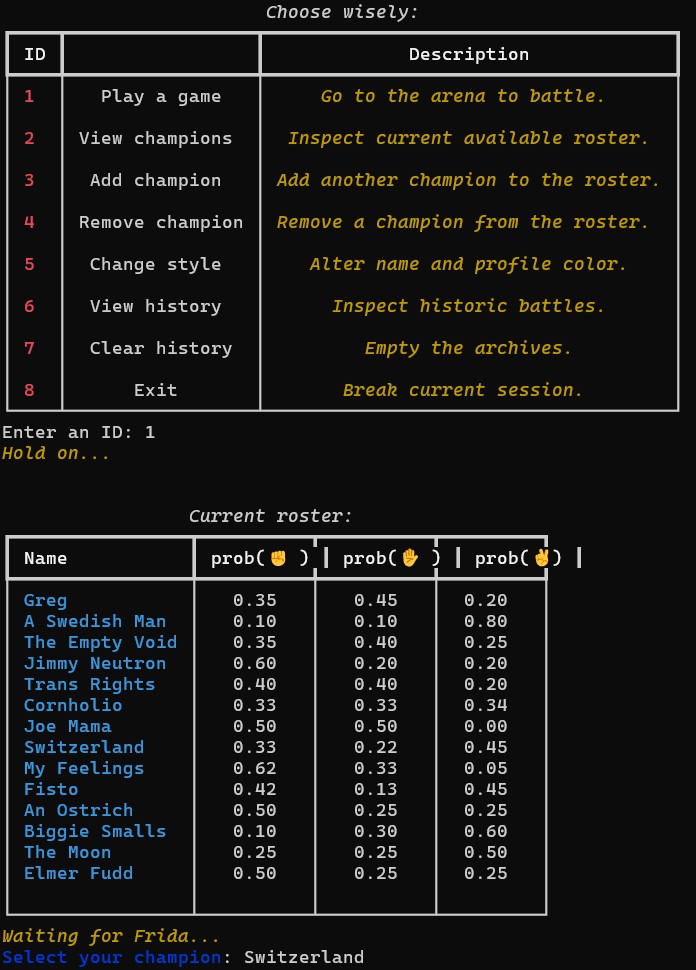 Choose wisely:
ID Description
1 Play a game Go to the arena to battle.
2 View champions Inspect current available roster.
3 Add champion Add another champion to the roster.
4 Remove champion Remove a champion from the roster.
5 Change style Alter name and profile color.
6 View history Inspect historic battles.
7 Clear history Empty the archives.
8 Exit Break current session.
Enter an ID: 1
Hold on...
Current roster:
Name prob(✊ ) prob(✋ ) prob(✌)
Greg 0.35 0.45 0.20
A Swedish Man 0.10 0.10 0.80
The Empty Void 0.35 0.40 0.25
Jimmy Neutron 0.60 0.20 0.20
Trans Rights 0.40 0.40 0.20
Cornholio 0.33 0.33 0.34
Joe Mama 0.50 0.50 0.00
Switzerland 0.33 0.22 0.45
My Feelings 0.62 0.33 0.05
Fisto 0.42 0.13 0.45
An Ostrich 0.50 0.25 0.25
Biggie Smalls 0.10 0.30 0.60
The Moon 0.25 0.25 0.50
Elmer Fudd 0.50 0.25 0.25
Waiting for Frida...
Select your champion: Switzerland